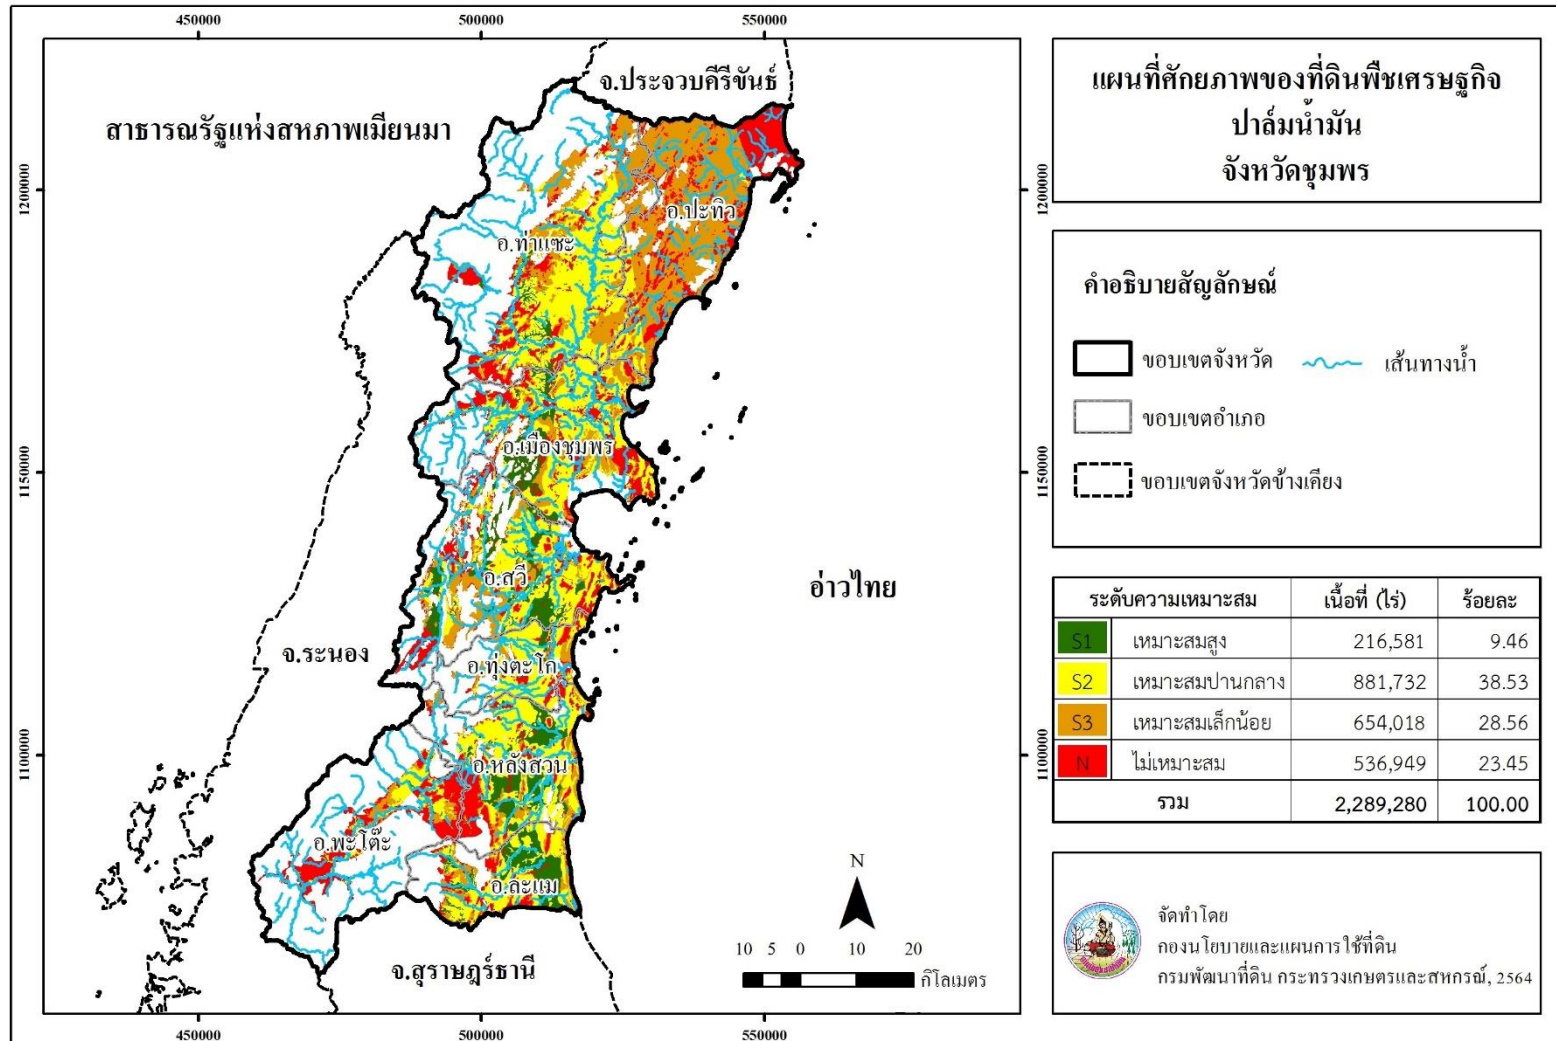 450000
500000
550000
1200000
1150000
1100000
จ.ประจวบคีรีขันธ์
สาธารณรัฐแห่งสหภาพเมียนมา
อ.ปะทิว
อ.ท่าแซะ
อ.เมืองชุมพร
อ.สวี
อ่าวไทย
จ.ระนอง
อ.ทุ่งตะโก
อ.หลังสวน
อ.พะโต๊ะ
อ.ละแม
จ.สุราษฎร์ธานี
N
10 5 0 10 20
กิโลเมตร
1200000
1150000
1100000
450000
500000
550000
แผนที่ศักยภาพของที่ดินพืชเศรษฐกิจ
ปาล์มน้ำมัน
จังหวัดชุมพร
คำอธิบายสัญลักษณ์
ขอบเขตจังหวัด เส้นทางน้ำ
ขอบเขตอำเภอ
ขอบเขตจังหวัดข้างเคียง
ระดับความเหมาะสม เนื้อที่ (ไร่) ร้อยละ
S1 เหมาะสมสูง 216,581 9.46
S2 เหมาะสมปานกลาง 881,732 38.53
S3 เหมาะสมเล็กน้อย 654,018 28.56
N ไม่เหมาะสม 536,949 23.45
รวม 2,289,280 100.00
จัดทำโดย
กองนโยบายและแผนการใช้ที่ดิน
กรมพัฒนาที่ดิน กระทรวงเกษตรและสหกรณ์, 2564